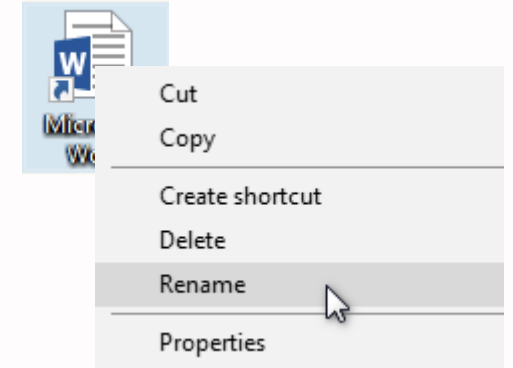 W
Cut
Copy
Create shortcut
Delete
Rename
Properties